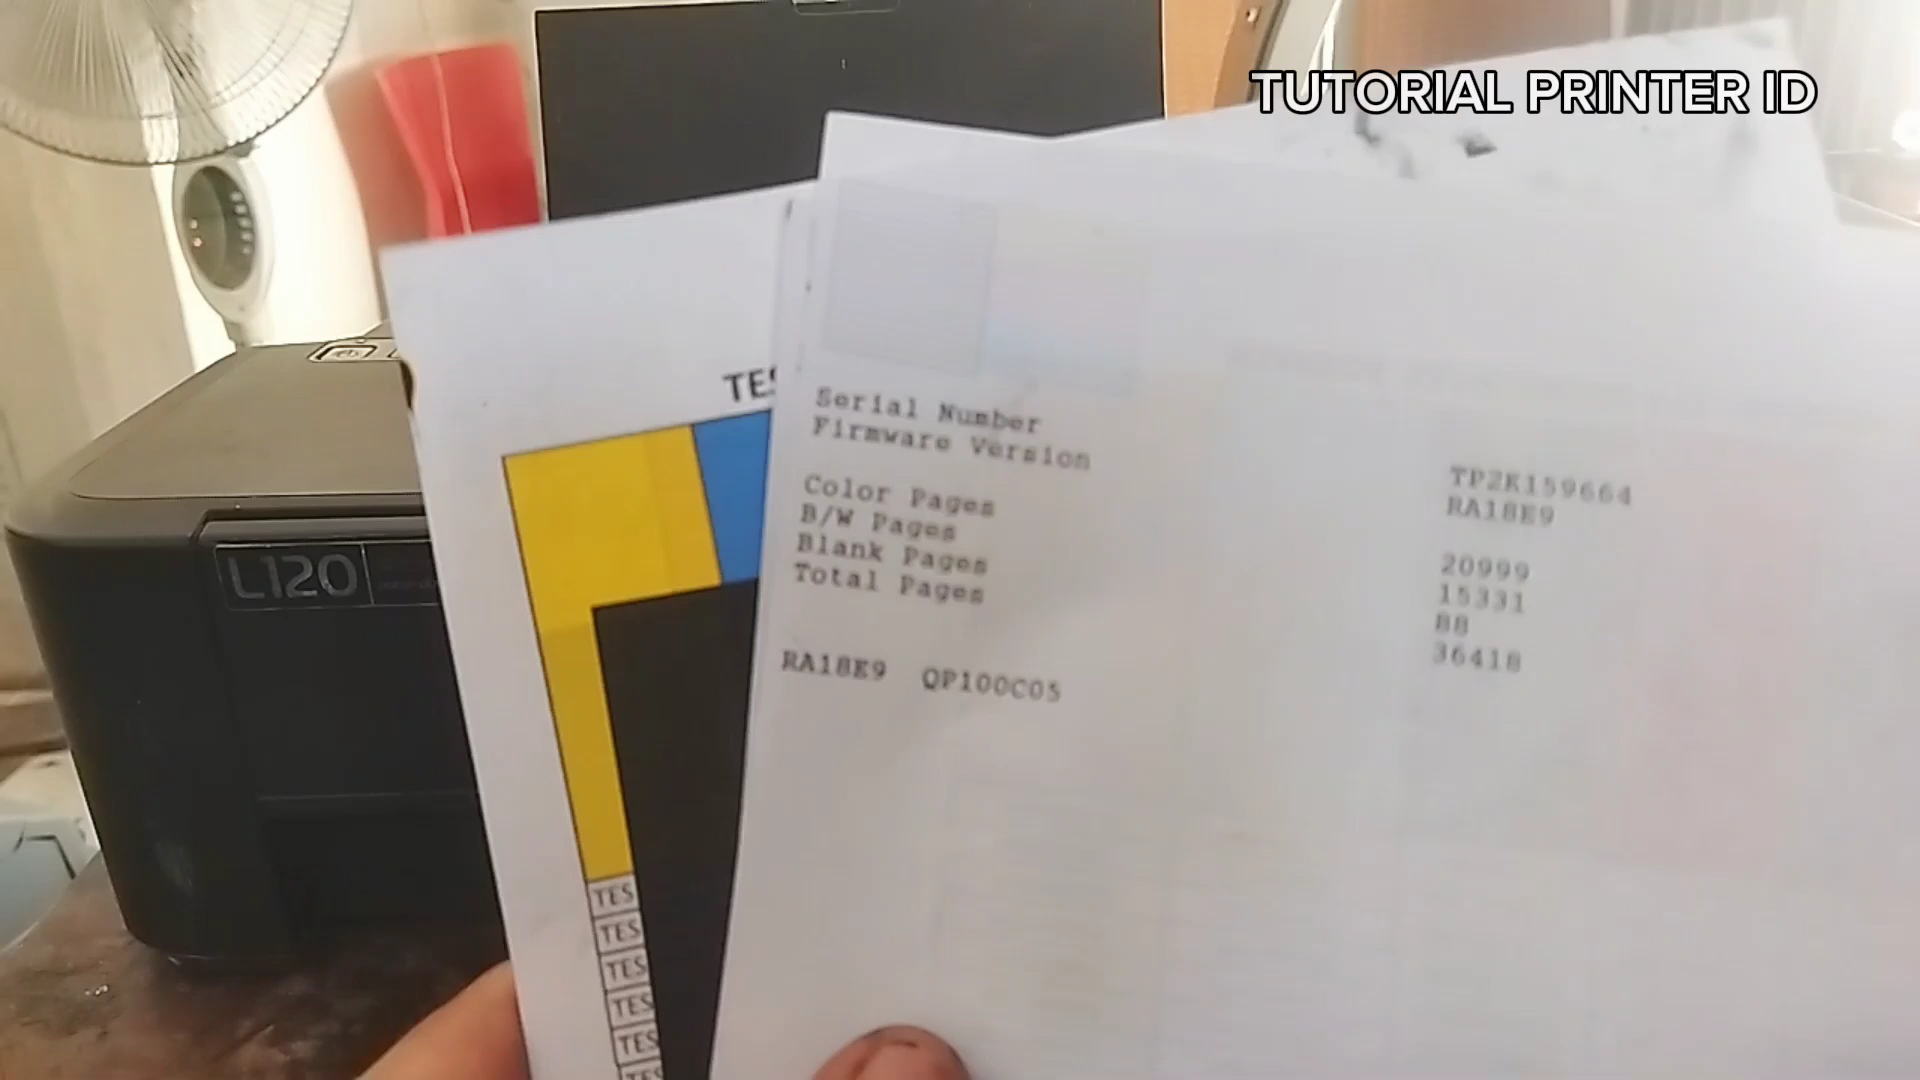 TUTORIAL PRINTER ID
L120
TES
Serial Number TP2K159664
Firmware Version RA18E9
Color Pages 20999
B/W Pages 15331
Blank Pages 88
Total Pages 36418
RA18E9 QP100C05
TES
TES
TES
TES
TES
TES